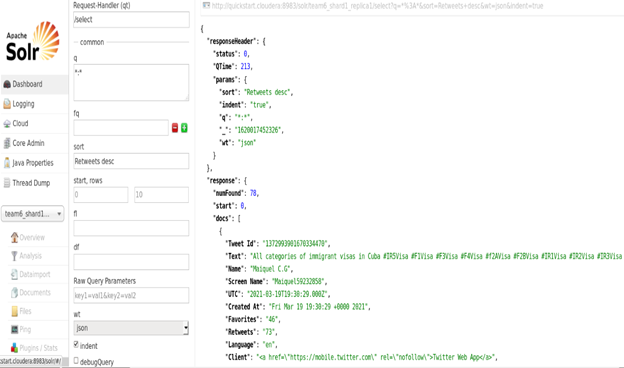 Request-Handler (qt)
/select
common
q
*:*
fq
sort
Retweets desc
start, rows
0
10
fl
df
Raw Query Parameters
key1=val1&key2=val2
wt
json
indent
debugQuery
Apache
Solr
Dashboard
Logging
Cloud
Core Admin
Java Properties
Thread Dump
team6_shard1...
Overview
Analysis
Dataimport
Documents
Files
Ping
Plugins / Stats
start.cloudera:8983/solr/#/
http://quickstart.cloudera:8983/solr/team6_shard1_replica1/select?q=*%3A*&sort=Retweets+desc&wt=json&indent=true
{
"responseHeader": {
"status": 0,
"QTime": 213,
"params": {
"sort": "Retweets desc",
"indent": "true",
"q": "*:*",
"_": "1620017452326",
"wt": "json"
}
},
"response": {
"numFound": 78,
"start": 0,
"docs": [
{
"Tweet Id": "1372993901670334470",
"Text": "All categories of immigrant visas in Cuba #IR5Visa #F1Visa #F3Visa #F4Visa #f2AVisa #F2BVisa #IR1Visa #IR2Visa #IR3Visa
"Name": "Maiquel C.G",
"Screen Name": "Maiquel59232858",
"UTC": "2021-03-19T19:30:29.000Z",
"Created At": "Fri Mar 19 19:30:29 +0000 2021",
"Favorites": "46",
"Retweets": "73",
"Language": "en",
"Client": "<a href=\"https://mobile.twitter.com\" rel=\"nofollow\">Twitter Web App</a>",